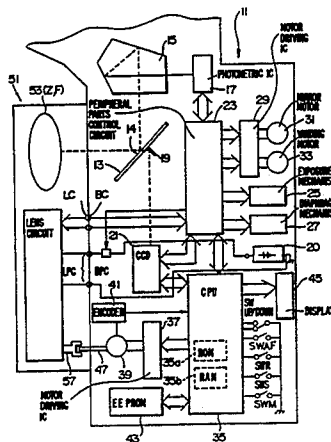 11
MOTOR
DRIVING
IC
15
51
PHOTOMETRIC IC
17
53(Z,F)
PERIPHERAL
PARTS
CONTROL
CIRCUIT
23
29
MIRROR MOTOR
31
WINDING
MOTOR
33
14
13
19
EXPOSURE
MECHANISM
25
DIAPHRAGM
MECHANISM
27
LC
BC
LENS
CIRCUIT
21
CCD
20
LPC
BPC
41
ENCODER
CPU
SW
UP/DOWN
45
DISPLAY
37
SWAF
ROM
35a
SWR
RAM
35b
SWS
SWM
57
47
39
MOTOR
DRIVING IC
EEPROM
43
35